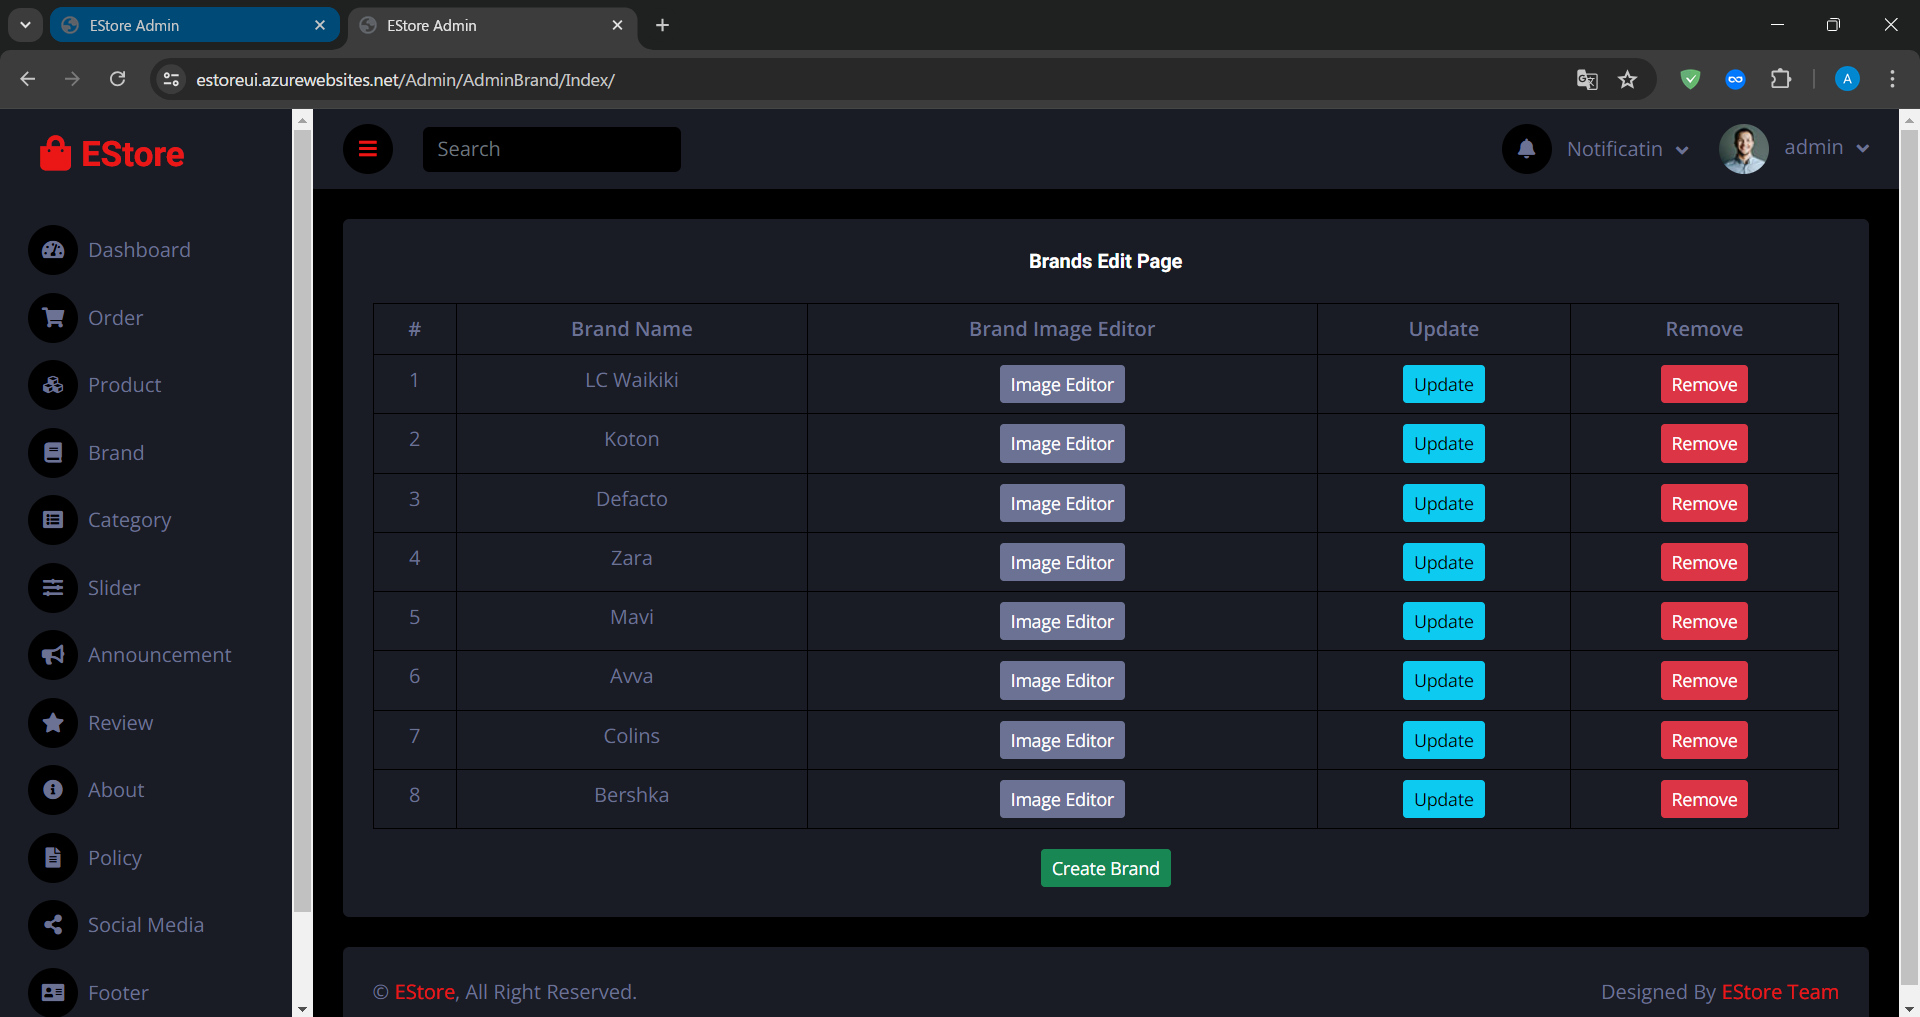 EStore Admin
EStore Admin
estoreui.azurewebsites.net/Admin/AdminBrand/Index/
A
EStore
Search
Notificatin
admin
Dashboard
Order
Product
Brand
Category
Slider
Announcement
Review
About
Policy
Social Media
Footer
Brands Edit Page
# Brand Name Brand Image Editor Update Remove
1 LC Waikiki Image Editor Update Remove
2 Koton Image Editor Update Remove
3 Defacto Image Editor Update Remove
4 Zara Image Editor Update Remove
5 Mavi Image Editor Update Remove
6 Avva Image Editor Update Remove
7 Colins Image Editor Update Remove
8 Bershka Image Editor Update Remove
Create Brand
© EStore, All Right Reserved.
Designed By EStore Team